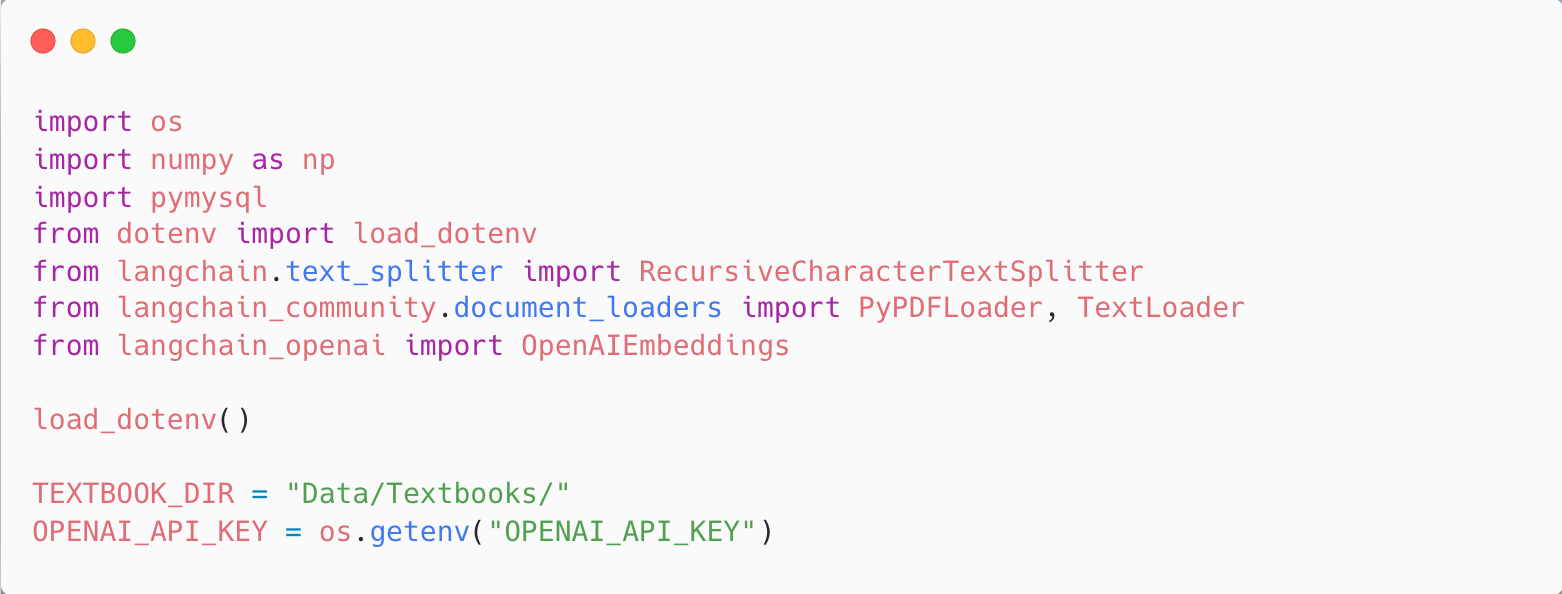 import os
import numpy as np
import pymysql
from dotenv import load_dotenv
from langchain.text_splitter import RecursiveCharacterTextSplitter
from langchain_community.document_loaders import PyPDFLoader, TextLoader
from langchain_openai import OpenAIEmbeddings
load_dotenv()
TEXTBOOK_DIR = "Data/Textbooks/"
OPENAI_API_KEY = os.getenv("OPENAI_API_KEY")